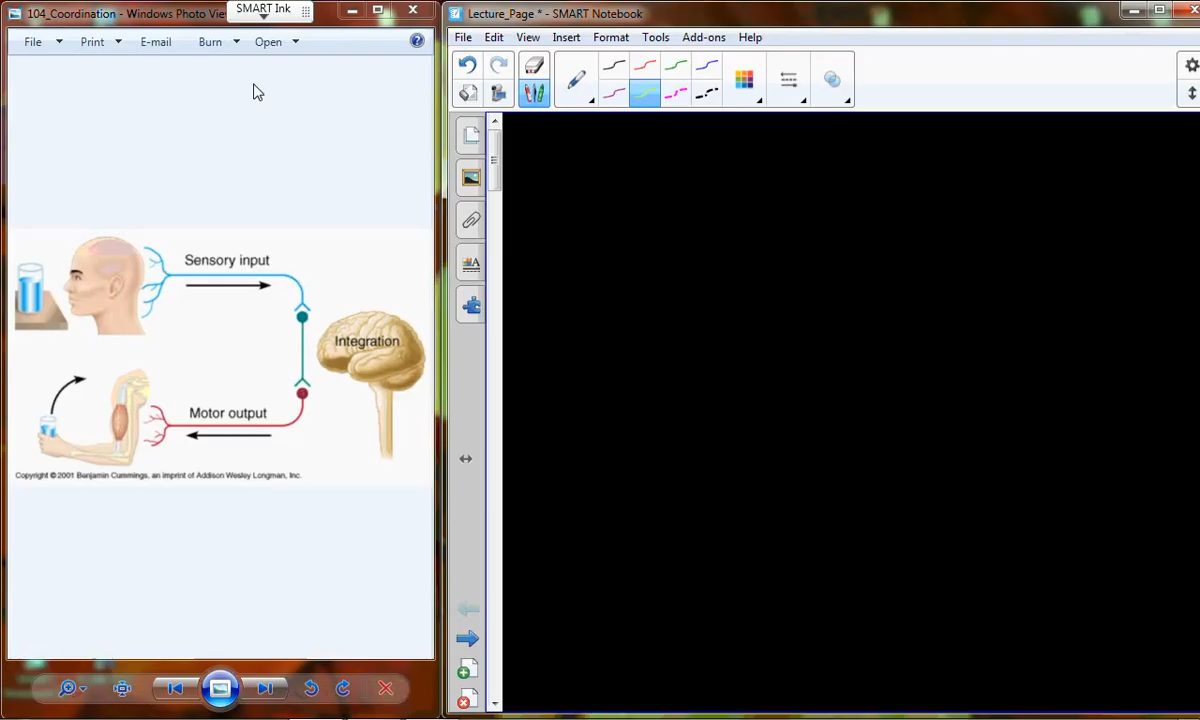 104_Coordination - Windows Photo Vie
SMART Ink
File Print E-mail Burn Open
Sensory input
Integration
Motor output
Copyright © 2001 Benjamin Cummings, an imprint of Addison Wesley Longman, Inc.
Lecture_Page * - SMART Notebook
File Edit View Insert Format Tools Add-ons Help